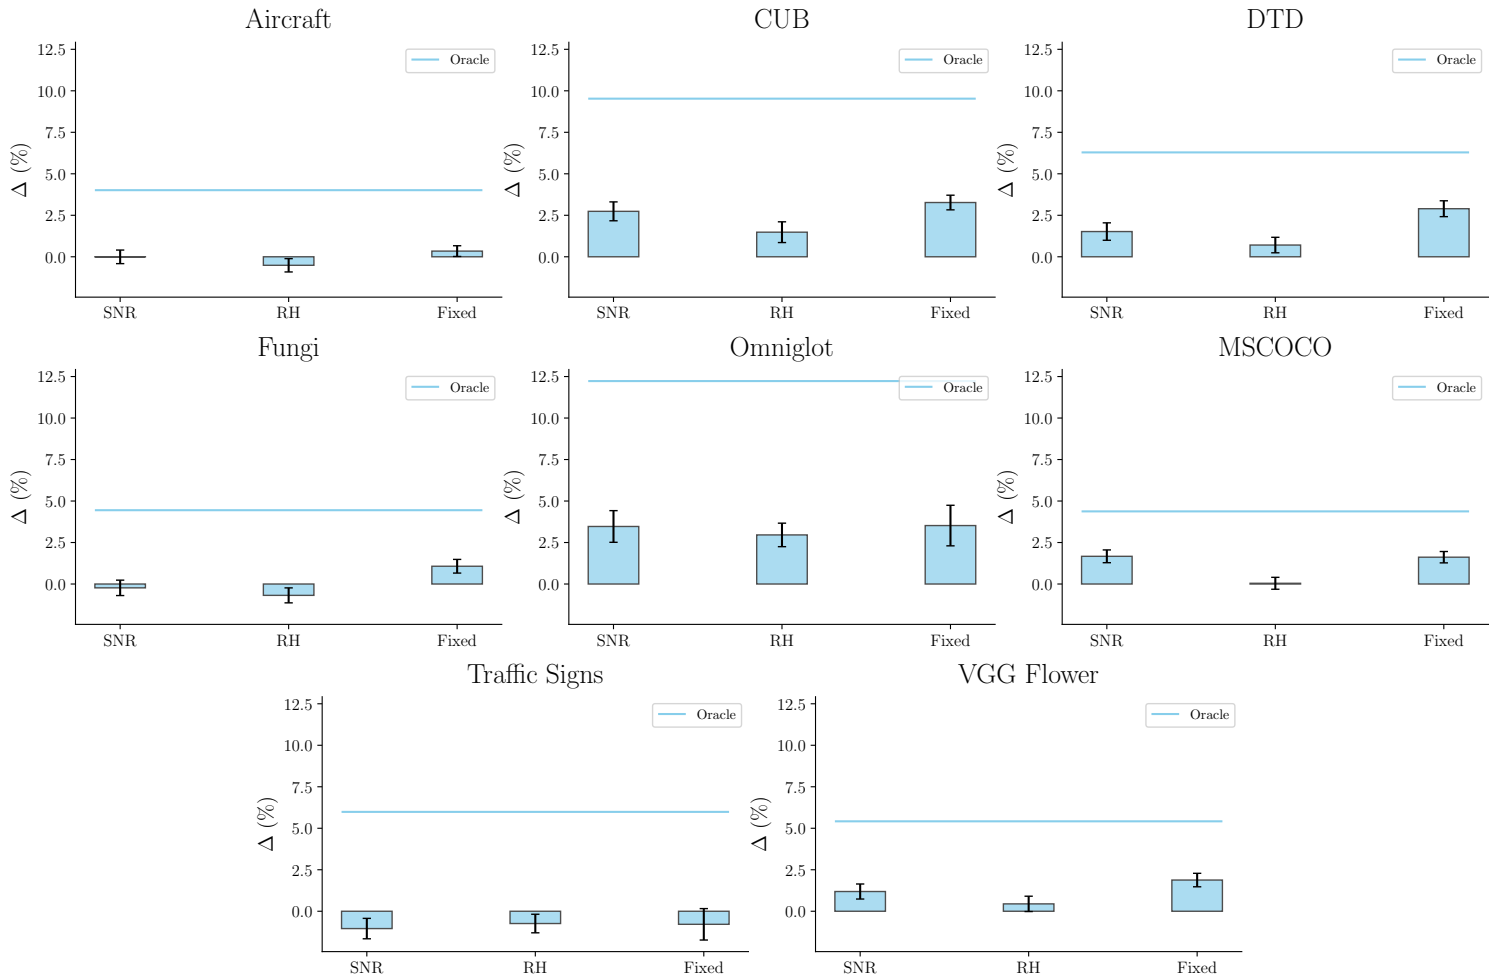 Aircraft
12.5
10.0
7.5
5.0
2.5
0.0
Δ (%)
Oracle
SNR RH Fixed
CUB
12.5
10.0
7.5
5.0
2.5
0.0
Δ (%)
Oracle
SNR RH Fixed
DTD
12.5
10.0
7.5
5.0
2.5
0.0
Δ (%)
Oracle
SNR RH Fixed
Fungi
12.5
10.0
7.5
5.0
2.5
0.0
Δ (%)
Oracle
SNR RH Fixed
Omniglot
12.5
10.0
7.5
5.0
2.5
0.0
Δ (%)
Oracle
SNR RH Fixed
MSCOCO
12.5
10.0
7.5
5.0
2.5
0.0
Δ (%)
Oracle
SNR RH Fixed
Traffic Signs
12.5
10.0
7.5
5.0
2.5
0.0
Δ (%)
Oracle
SNR RH Fixed
VGG Flower
12.5
10.0
7.5
5.0
2.5
0.0
Δ (%)
Oracle
SNR RH Fixed